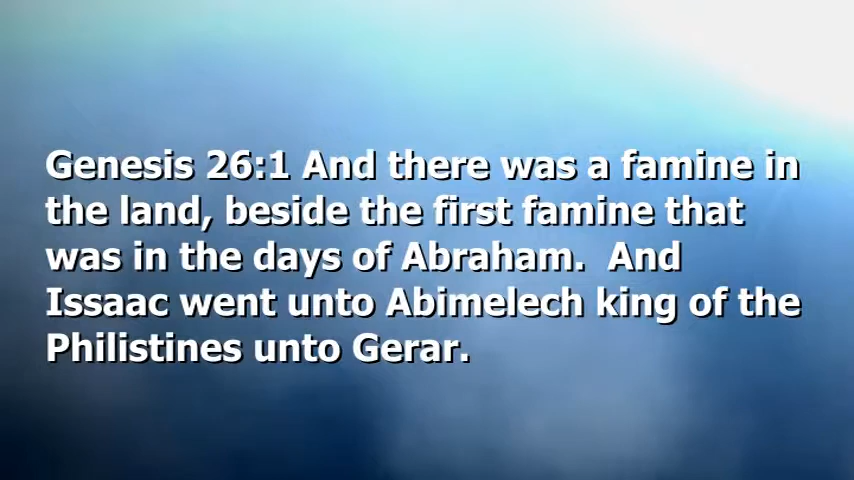 Genesis 26:1 And there was a famine in
the land, beside the first famine that
was in the days of Abraham.  And
Issaac went unto Abimelech king of the
Philistines unto Gerar.